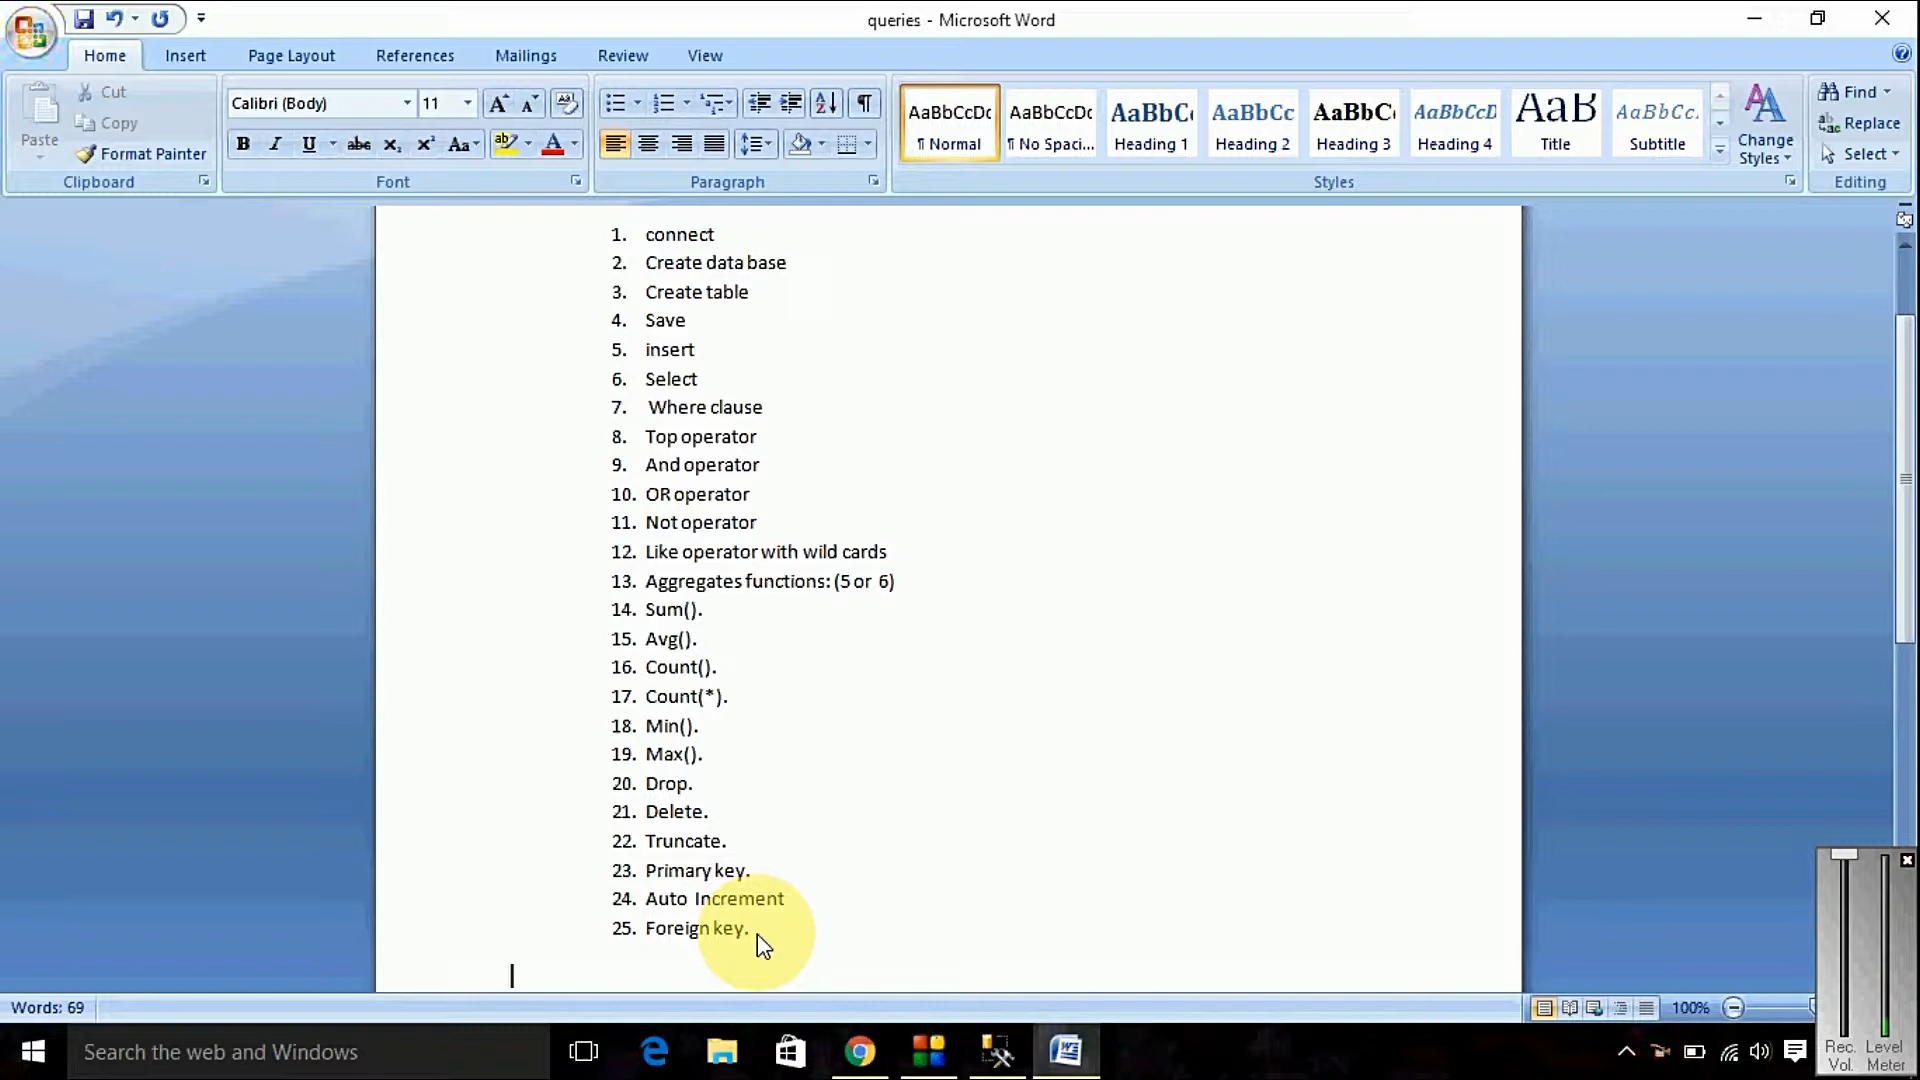 queries - Microsoft Word
Home Insert Page Layout References Mailings Review View
Paste
Cut
Copy
Format Painter
Clipboard
Calibri (Body) 11
B I U abc X₂ X² Aa
Font
Paragraph
AaBbCcDc AaBbCcDc AaBbC AaBbCc AaBbC AaBbCcD AaB AaBbCc.
¶ Normal ¶ No Spaci... Heading 1 Heading 2 Heading 3 Heading 4 Title Subtitle
Change Styles
Styles
Find
Replace
Select
Editing
1. connect
2. Create data base
3. Create table
4. Save
5. insert
6. Select
7. Where clause
8. Top operator
9. And operator
10. OR operator
11. Not operator
12. Like operator with wild cards
13. Aggregates functions: (5 or 6)
14. Sum().
15. Avg().
16. Count().
17. Count(*).
18. Min().
19. Max().
20. Drop.
21. Delete.
22. Truncate.
23. Primary key.
24. Auto Increment
25. Foreign key.
Words: 69
100%
Search the web and Windows
Rec. Level
Vol. Meter